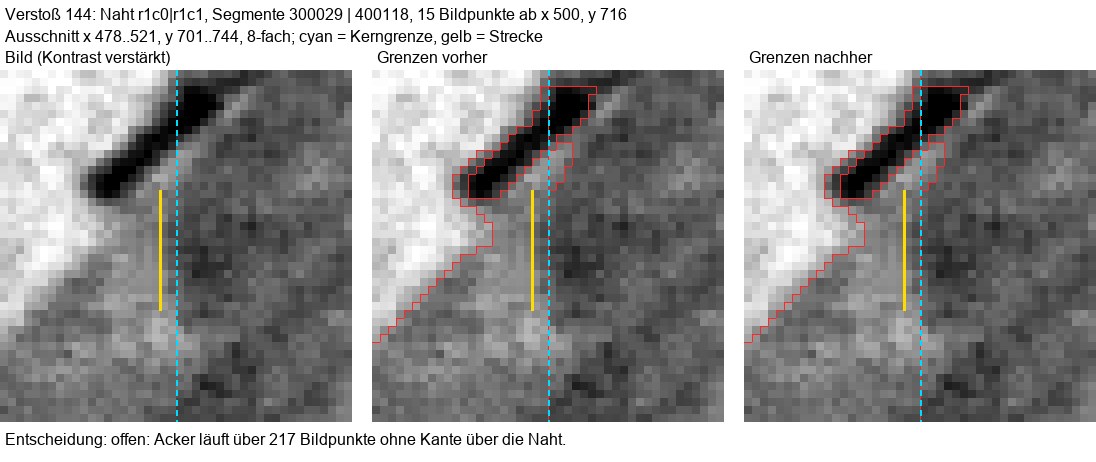 Verstoß 144: Naht r1c0|r1c1, Segmente 300029 | 400118, 15 Bildpunkte ab x 500, y 716
Ausschnitt x 478..521, y 701..744, 8-fach; cyan = Kerngrenze, gelb = Strecke
Bild (Kontrast verstärkt) Grenzen vorher Grenzen nachher
Entscheidung: offen: Acker läuft über 217 Bildpunkte ohne Kante über die Naht.